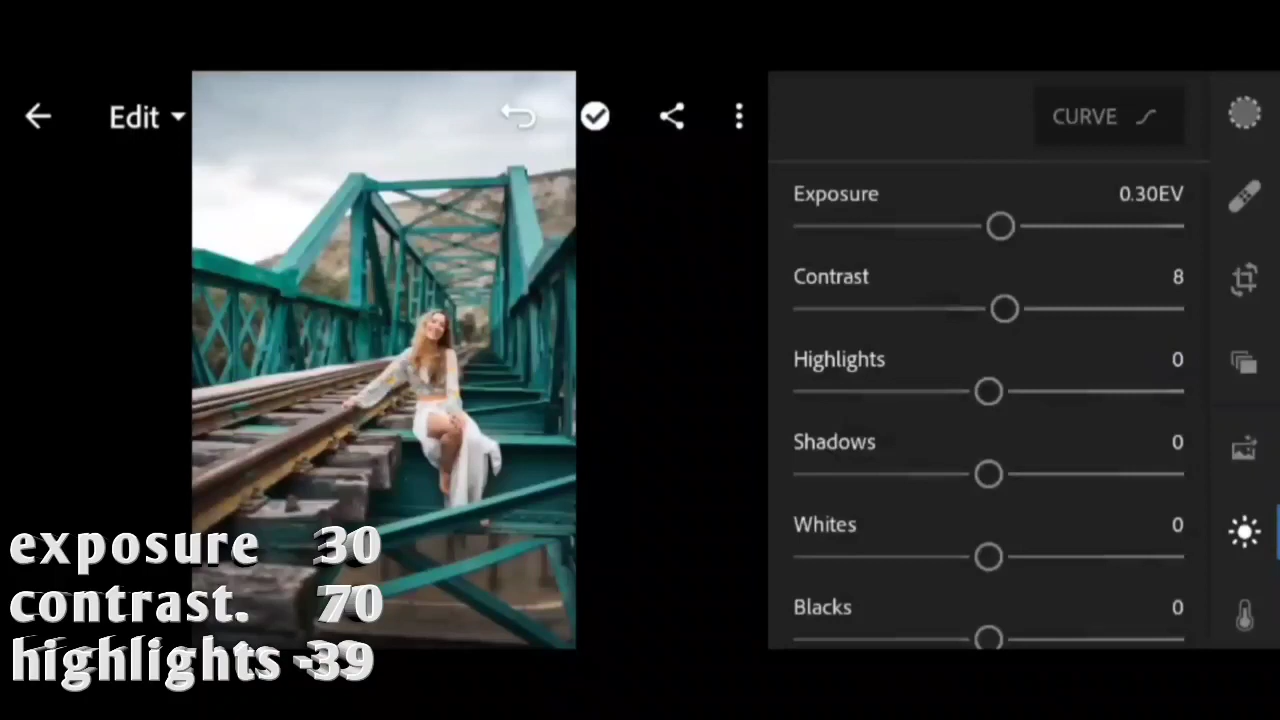 Edit
CURVE
Exposure 0.30EV
Contrast 8
Highlights 0
Shadows 0
Whites 0
Blacks 0
exposure 30
contrast. 70
highlights -39